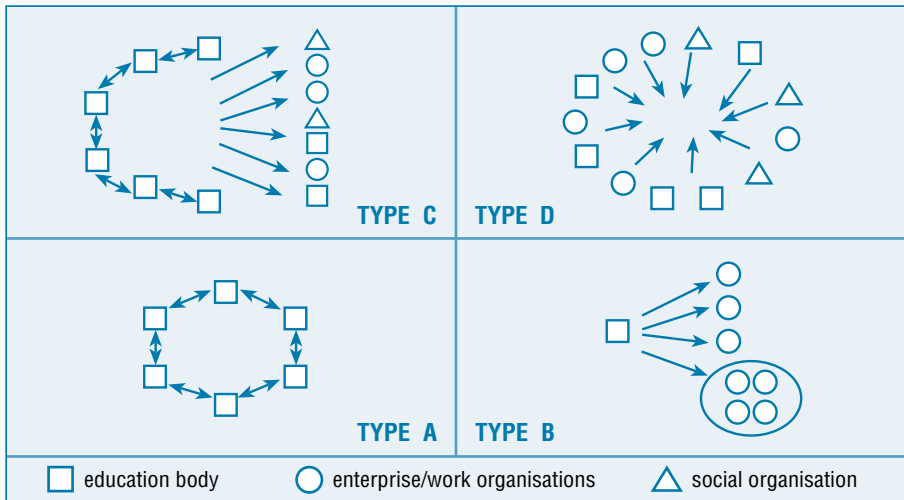 TYPE C
TYPE D
TYPE A
TYPE B
education body
enterprise/work organisations
social organisation